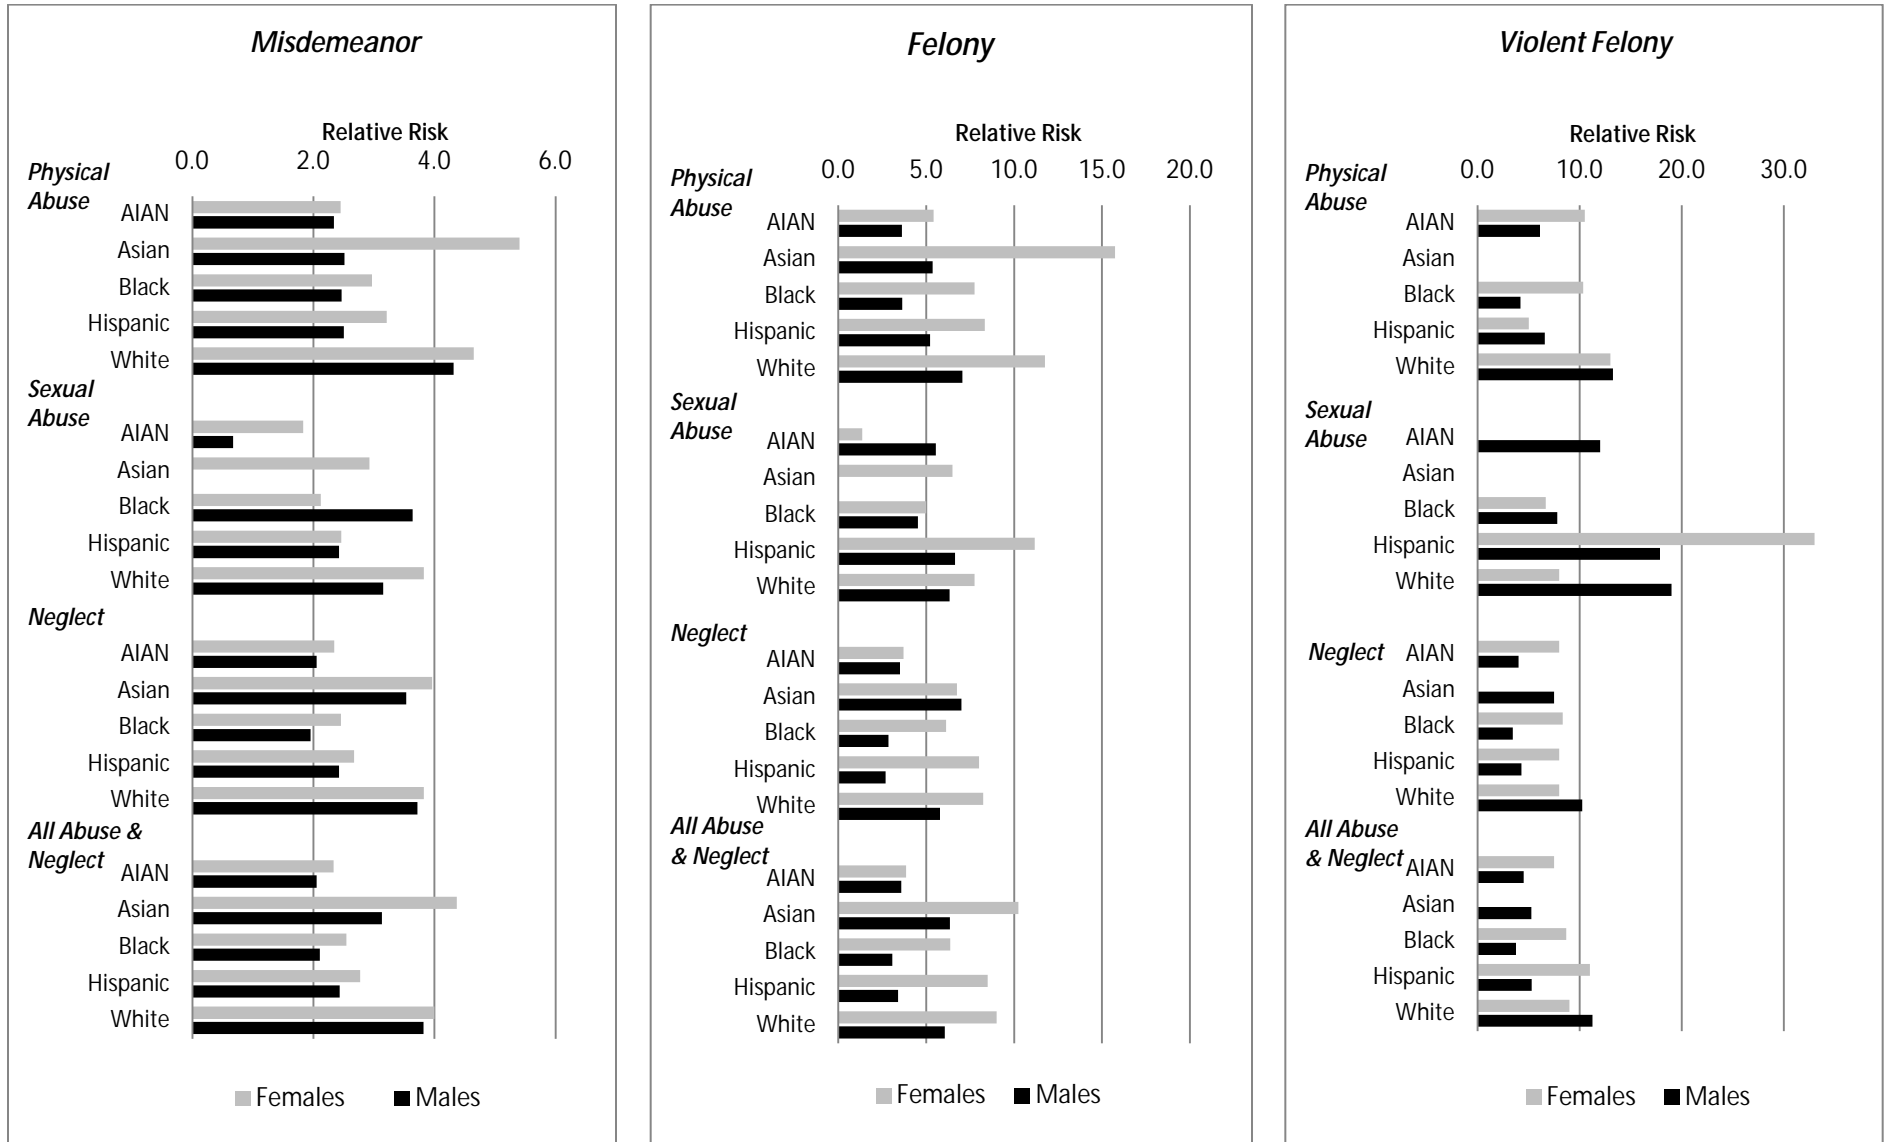 Misdemeanor
Relative Risk
0.0 2.0 4.0 6.0
Physical
Abuse
AIAN
Asian
Black
Hispanic
White
Sexual
Abuse
AIAN
Asian
Black
Hispanic
White
Neglect
AIAN
Asian
Black
Hispanic
White
All Abuse &
Neglect
AIAN
Asian
Black
Hispanic
White
Females Males
Felony
Relative Risk
0.0 5.0 10.0 15.0 20.0
Physical
Abuse
AIAN
Asian
Black
Hispanic
White
Sexual
Abuse
AIAN
Asian
Black
Hispanic
White
Neglect
AIAN
Asian
Black
Hispanic
White
All Abuse
& Neglect
AIAN
Asian
Black
Hispanic
White
Females Males
Violent Felony
Relative Risk
0.0 10.0 20.0 30.0
Physical
Abuse
AIAN
Asian
Black
Hispanic
White
Sexual
Abuse
AIAN
Asian
Black
Hispanic
White
Neglect AIAN
Asian
Black
Hispanic
White
All Abuse
& Neglect AIAN
Asian
Black
Hispanic
White
Females Males